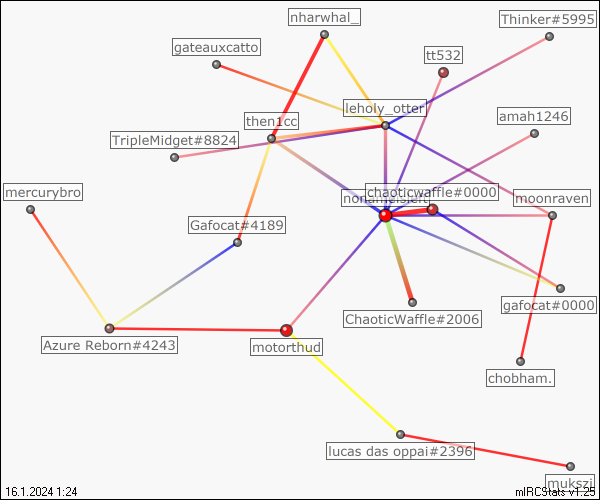 nharwhal_
Thinker#5995
gateauxcatto
tt532
leholy_otter
amah1246
then1cc
TripleMidget#8824
mercurybro
chaoticwaffle#0000
moonraven
Gafocat#4189
gafocat#0000
ChaoticWaffle#2006
Azure Reborn#4243
motorthud
chobham.
lucas das oppai#2396
mukszi
16.1.2024 1:24
mIRCStats v1.25